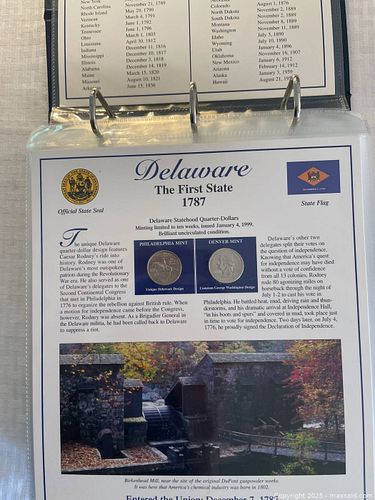 North Carolina November 21, 1789
Rhode Island May 29, 1790
Vermont March 4, 1791
Kentucky June 1, 1792
Tennessee June 1, 1796
Ohio March 1, 1803
Louisiana April 30, 1812
Indiana December 11, 1816
Mississippi December 10, 1817
Illinois December 3, 1818
Alabama December 14, 1819
Maine March 15, 1820
Missouri August 10, 1821
Arkansas June 15, 1836
Colorado August 1, 1876
North Dakota November 2, 1889
South Dakota November 2, 1889
Montana November 8, 1889
Washington November 11, 1889
Idaho July 3, 1890
Wyoming July 10, 1890
Utah January 4, 1896
Oklahoma November 16, 1907
New Mexico January 6, 1912
Arizona February 14, 1912
Alaska January 3, 1959
Hawaii August 21,
Delaware
The First State
1787
Official State Seal
State Flag
Delaware Statehood Quarter-Dollars
Minting limited to ten weeks, issued January 4, 1999.
Brilliant uncirculated condition.
PHILADELPHIA MINT
Unique Delaware Design
DENVER MINT
Common George Washington Design
The unique Delaware
quarter-dollar design features
Caesar Rodney's ride into
history. Rodney was one of
Delaware's most outspoken
patriots during the Revolutionary
War era. He also served as one
of Delaware's delegates to the
Second Continental Congress
that met in Philadelphia in
1776 to organize the rebellion against British rule. When
a motion for independence came before the Congress,
however, Rodney was absent. As a Brigadier General in
the Delaware militia, he had been called back to Delaware
to suppress a riot.
Delaware's other two
delegates split their votes on
the question of independence.
Knowing that America's quest
for independence may have died
without a vote of confidence
from all 13 colonies, Rodney
rode 80 agonizing miles on
horseback through the night of
July 1-2 to cast his vote in
Philadelphia. He battled heat, mud, driving rain and thun-
derstorms, and his dramatic arrival at Independence Hall,
"in his boots and spurs" and covered in mud, took place just
in time to vote for independence. Two days later, on July 4,
1776, he proudly signed the Declaration of Independence.
Birkenhead Mill, near the site of the original DuPont gunpowder works.
It was here that America's chemical industry was born in 1802.
Entered the Union: December 7, 1787
© copyright 2025 - maxsold.com